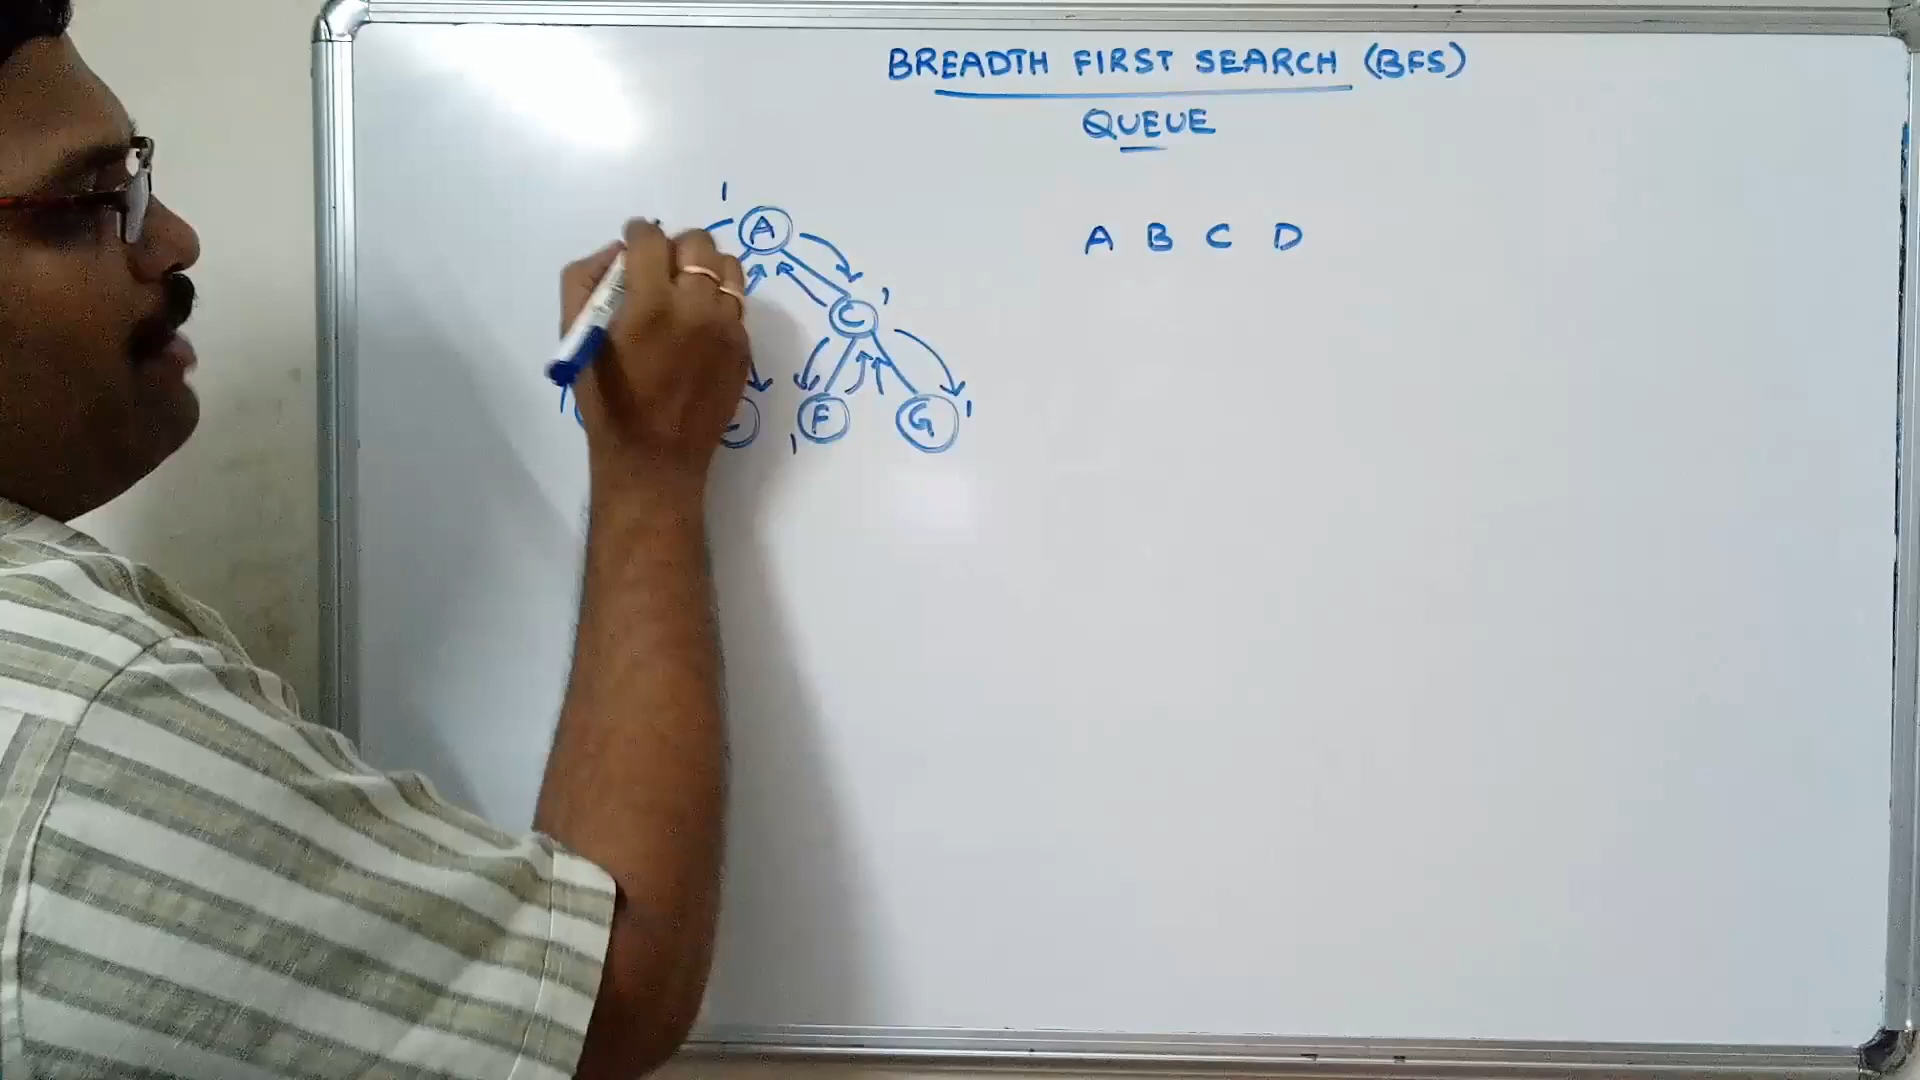 BREADTH FIRST SEARCH (BFS)
QUEUE
A
A B C D
C
F G